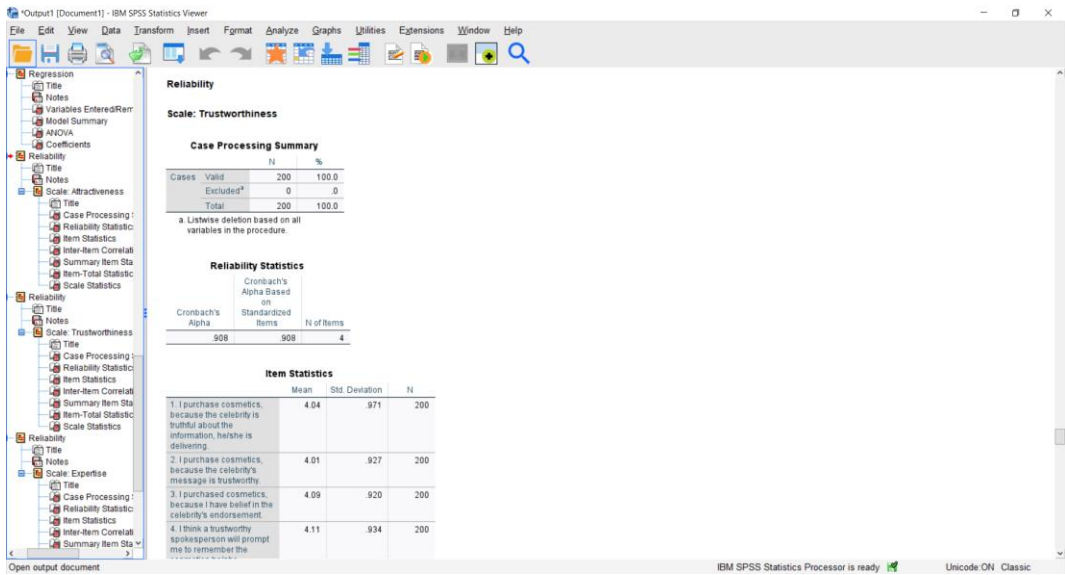 *Output1 [Document1] - IBM SPSS Statistics Viewer
File Edit View Data Transform Insert Format Analyze Graphs Utilities Extensions Window Help
Regression
Title
Notes
Variables Entered/Rem
Model Summary
ANOVA
Coefficients
Reliability
Title
Notes
Scale: Attractiveness
Title
Case Processing S
Reliability Statistics
Item Statistics
Inter-Item Correlati
Summary Item Sta
Item-Total Statistic
Scale Statistics
Reliability
Title
Notes
Scale: Trustworthiness
Title
Case Processing S
Reliability Statistics
Item Statistics
Inter-Item Correlati
Summary Item Sta
Item-Total Statistic
Scale Statistics
Reliability
Title
Notes
Scale: Expertise
Title
Case Processing S
Reliability Statistics
Item Statistics
Inter-Item Correlati
Summary Item Sta
Reliability
Scale: Trustworthiness
Case Processing Summary
N %
Cases Valid 200 100.0
Excluded^a 0 .0
Total 200 100.0
a. Listwise deletion based on all
variables in the procedure.
Reliability Statistics
Cronbach's
Alpha
Cronbach's
Alpha Based
on
Standardized
Items
N of Items
.908 .908 4
Item Statistics
Mean Std. Deviation N
1. I purchase cosmetics, 4.04 .971 200
because the celebrity is
truthful about the
information, he/she is
delivering.
2. I purchase cosmetics, 4.01 .927 200
because the celebrity's
message is trustworthy.
3. I purchased cosmetics, 4.09 .920 200
because I have belief in the
celebrity's endorsement.
4. I think a trustworthy 4.11 .934 200
spokesperson will prompt
me to remember the
Open output document
IBM SPSS Statistics Processor is ready
Unicode:ON Classic